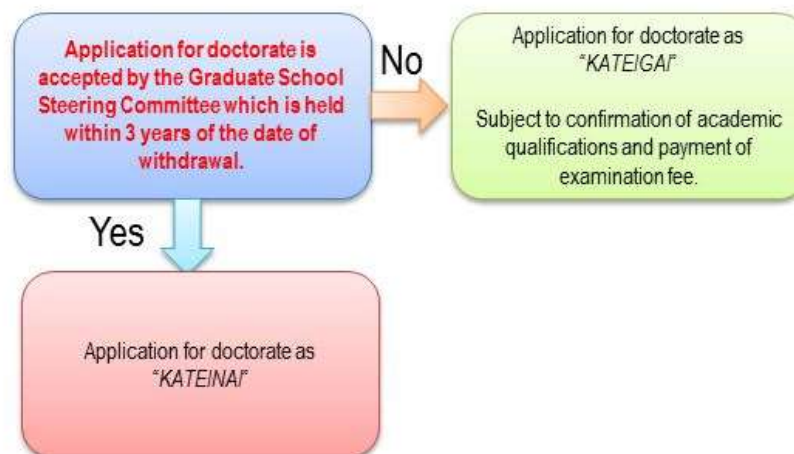 Application for doctorate is
accepted by the Graduate School
Steering Committee which is held
within 3 years of the date of
withdrawal.
No
Application for doctorate as
"KATEIGAI"
Subject to confirmation of academic
qualifications and payment of
examination fee.
Yes
Application for doctorate as
"KATEINAI"